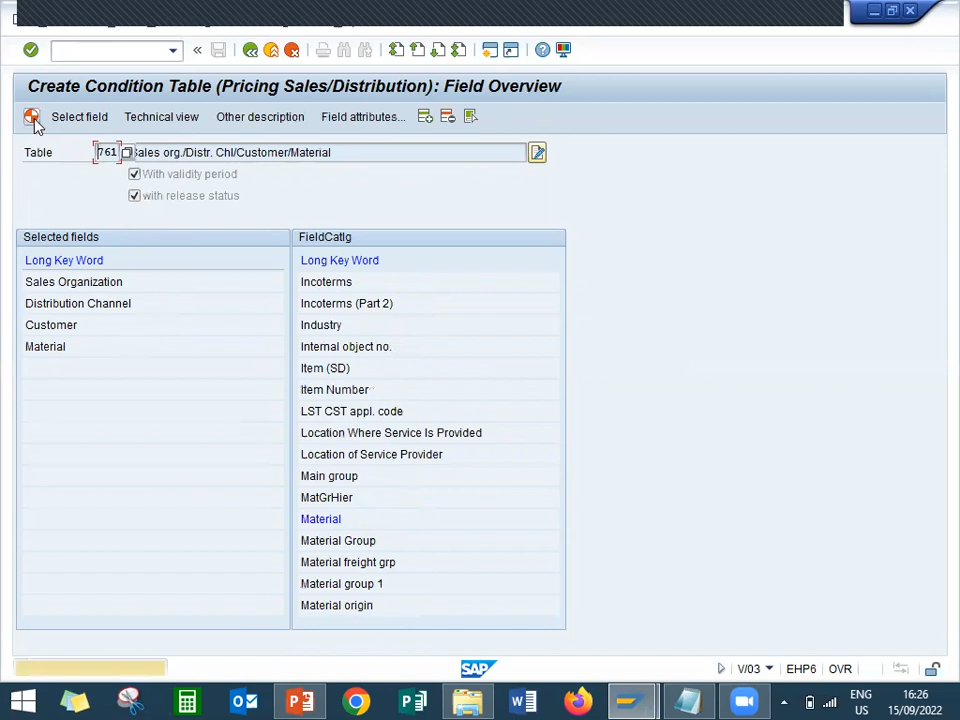 Create Condition Table (Pricing Sales/Distribution): Field Overview
Select field Technical view Other description Field attributes...
Table 761 ales org./Distr. Chl/Customer/Material
With validity period
with release status
Selected fields FieldCatlg
Long Key Word Long Key Word
Sales Organization Incoterms
Distribution Channel Incoterms (Part 2)
Customer Industry
Material Internal object no.
Item (SD)
Item Number
LST CST appl. code
Location Where Service Is Provided
Location of Service Provider
Main group
MatGrHier
Material
Material Group
Material freight grp
Material group 1
Material origin
SAP V/03 EHP6 OVR
ENG 16:26
US 15/09/2022